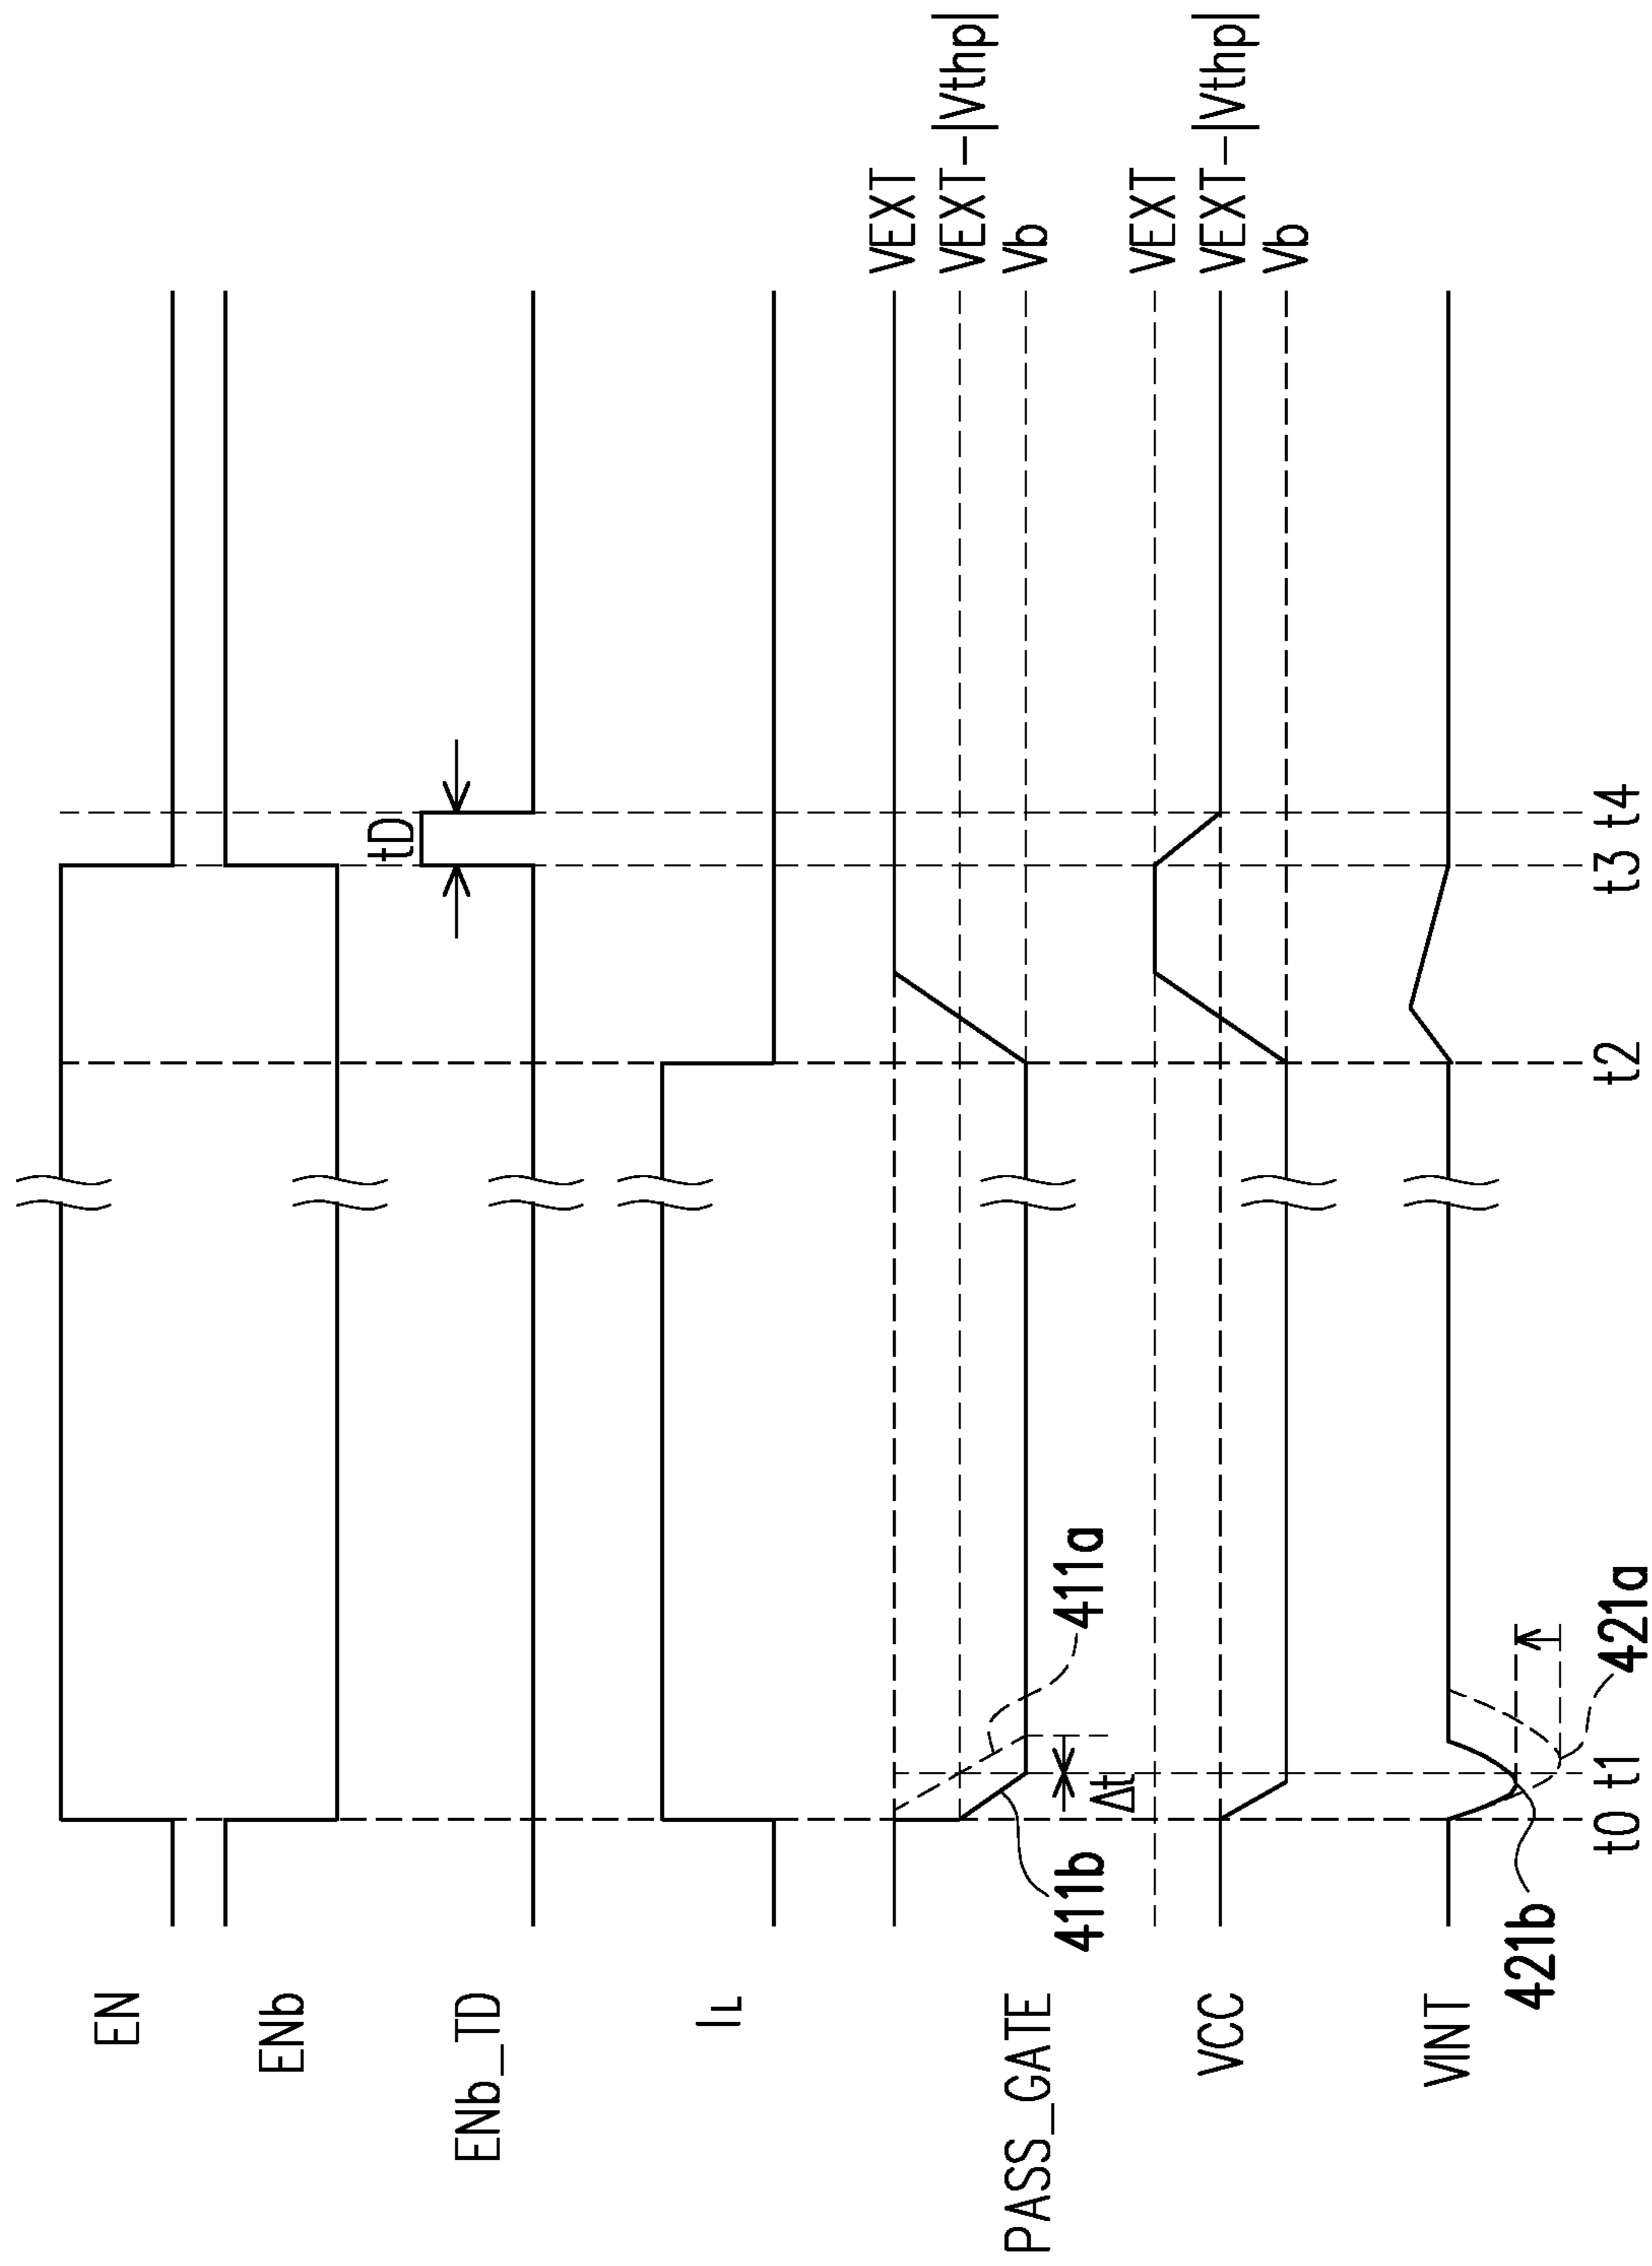 EN
ENb
ENb_TD
tD
IL
PASS_GATE
VEXT
VEXT-|Vthp|
Vb
411b
411a
Δt
VCC
VEXT
VEXT-|Vthp|
Vb
VINT
421b
421a
t0 t1 t2 t3 t4